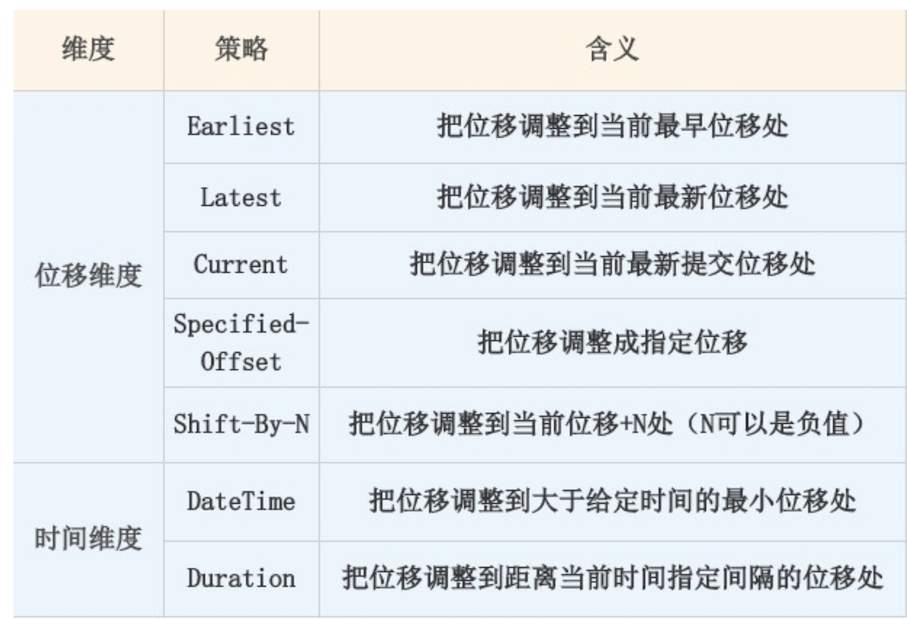 维度 策略 含义
位移维度
Earliest 把位移调整到当前最早位移处
Latest 把位移调整到当前最新位移处
Current 把位移调整到当前最新提交位移处
Specified-
Offset
把位移调整成指定位移
Shift-By-N 把位移调整到当前位移+N处（N可以是负值）
时间维度
DateTime 把位移调整到大于给定时间的最小位移处
Duration 把位移调整到距离当前时间指定间隔的位移处